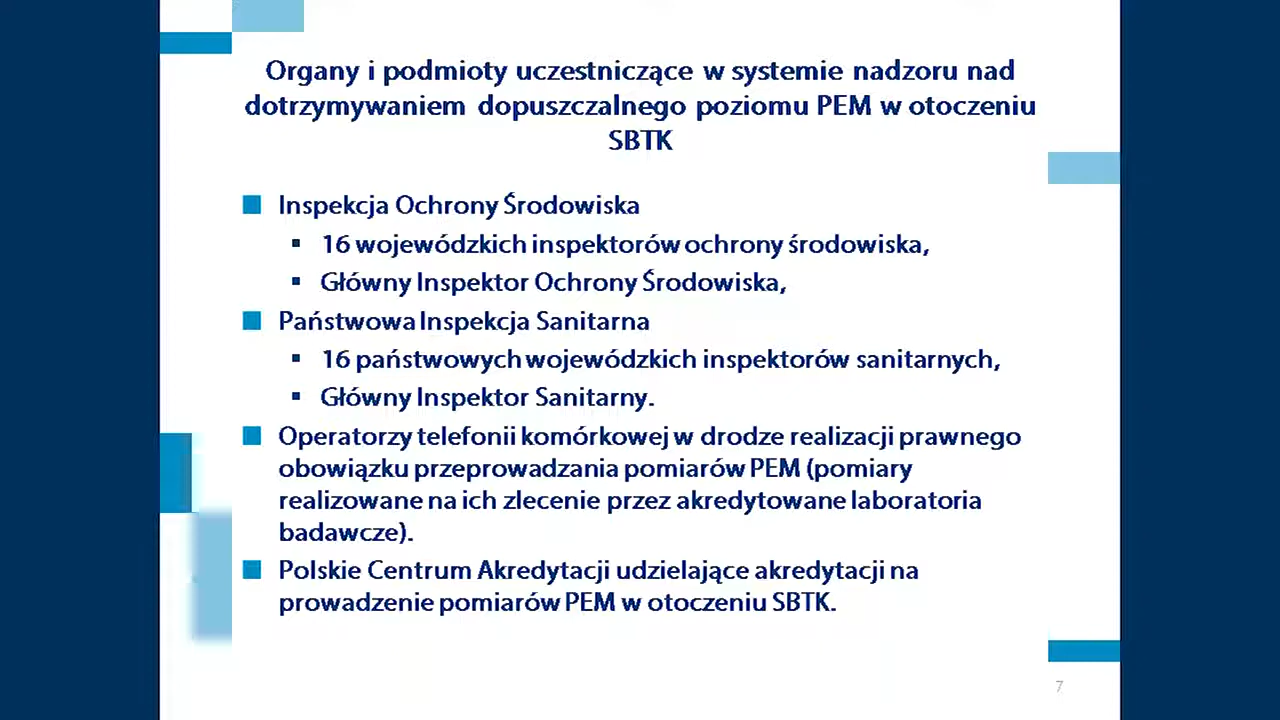 Organy i podmioty uczestniczące w systemie nadzoru nad
dotrzymywaniem dopuszczalnego poziomu PEM w otoczeniu
SBTK
Inspekcja Ochrony Środowiska
16 wojewódzkich inspektorów ochrony środowiska,
Główny Inspektor Ochrony Środowiska,
Państwowa Inspekcja Sanitarna
16 państwowych wojewódzkich inspektorów sanitarnych,
Główny Inspektor Sanitarny.
Operatorzy telefonii komórkowej w drodze realizacji prawnego
obowiązku przeprowadzania pomiarów PEM (pomiary
realizowane na ich zlecenie przez akredytowane laboratoria
badawcze).
Polskie Centrum Akredytacji udzielające akredytacji na
prowadzenie pomiarów PEM w otoczeniu SBTK.
7